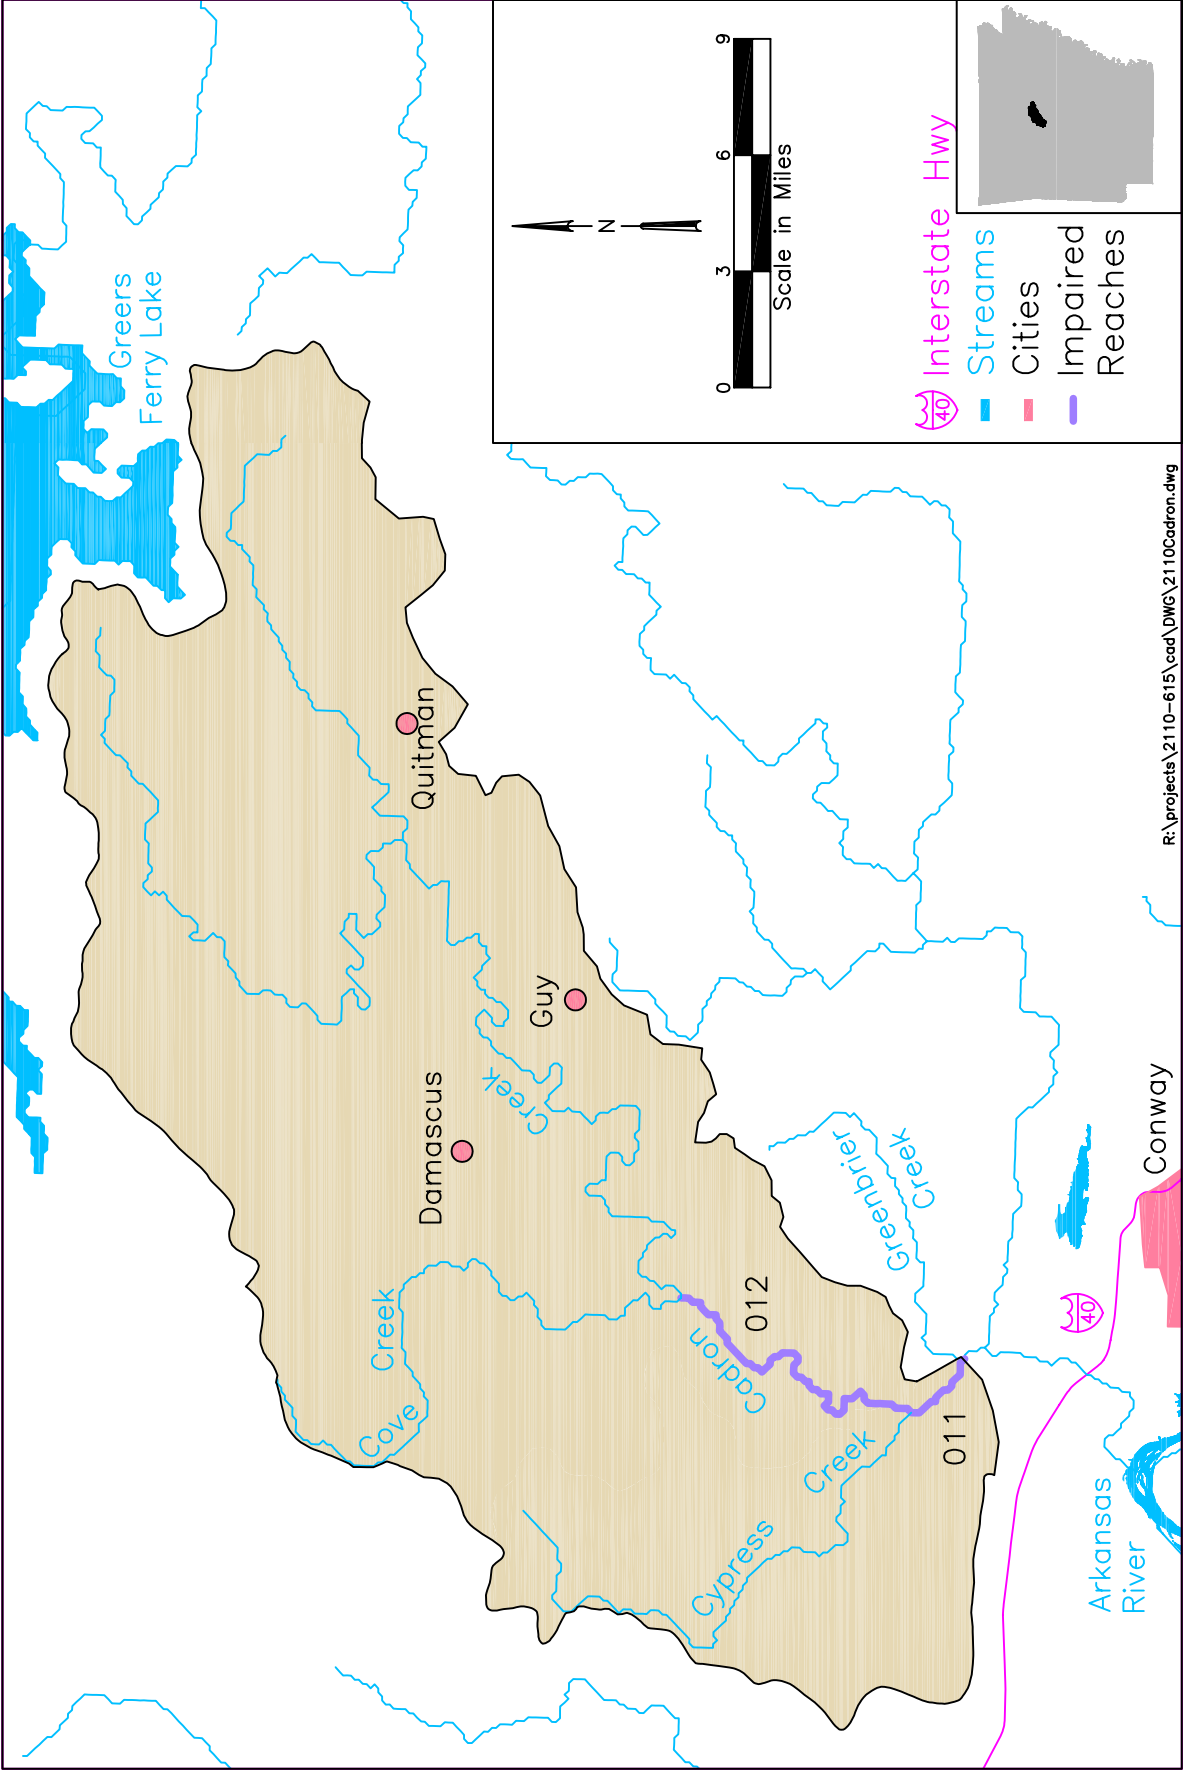 Greers
Ferry Lake
Quitman
Guy
Damascus
Creek
Cove
Creek
Cadron
Creek
012
011
Cypress
Creek
Greenbrier
Creek
40
Conway
Arkansas
River
N
0 3 6 9
Scale in Miles
40 Interstate Hwy
Streams
Cities
Impaired
Reaches
R:\projects\2110-615\cad\DWG\2110Cadron.dwg